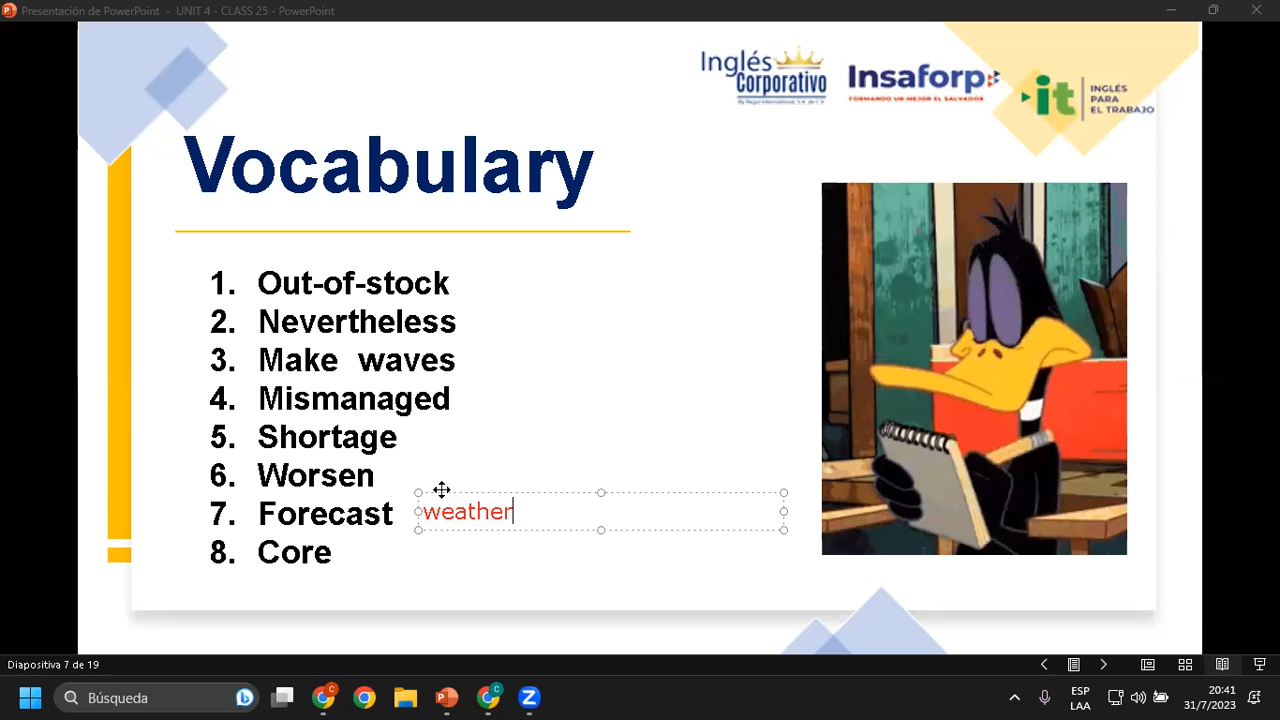 Presentación de PowerPoint - UNIT 4 - CLASS 25 - PowerPoint
Inglés
Corporativo
Insaforp
FORMANDO UN MEJOR EL SALVADOR
it
INGLÉS
PARA
EL TRABAJO
Vocabulary
1. Out-of-stock
2. Nevertheless
3. Make waves
4. Mismanaged
5. Shortage
6. Worsen
7. Forecast weather
8. Core
Diapositiva 7 de 19
Búsqueda
ESP
LAA
20:41
31/7/2023